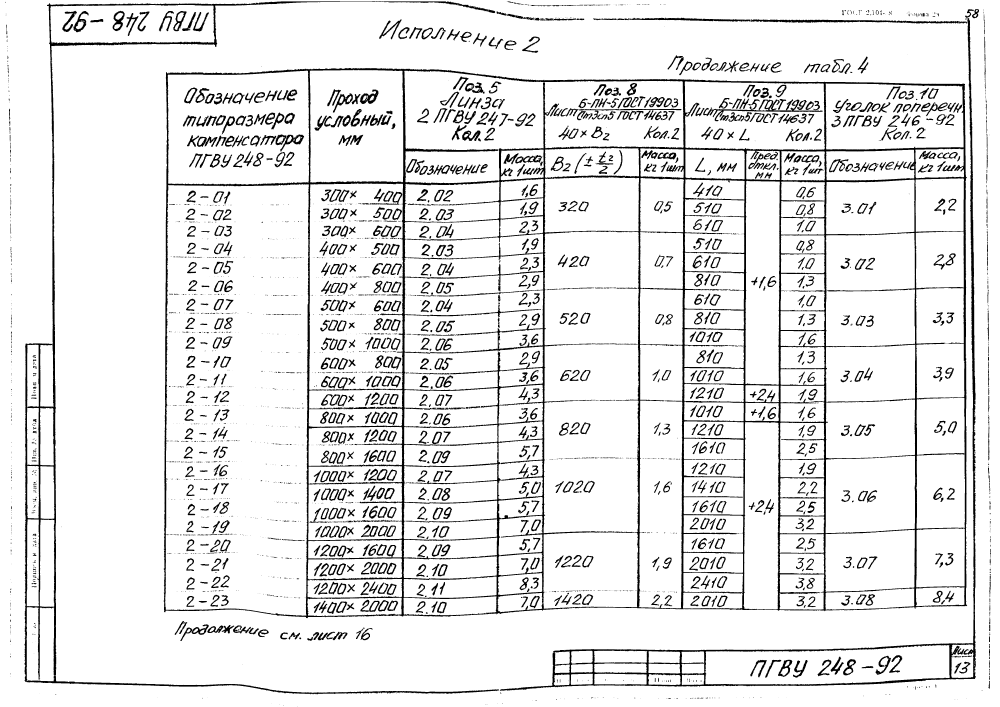 ГОСТ 2.104-
58
ПГВУ 248-92
Исполнение 2
Продолжение табл. 4
Обозначение типоразмера компенсатора ПГВУ 248-92
Проход условный, мм
Поз. 5 Линза 2 ПГВУ 247-92 Кол. 2
Поз. 8 Лист Б-ПН-5 ГОСТ 19903 / Ст3сп5 ГОСТ 14637 40×B2 Кол. 2
Поз. 9 Лист Б-ПН-5 ГОСТ 19903 / Ст3сп5 ГОСТ 14637 40×L Кол. 2
Поз. 10 Уголок поперечн. 3 ПГВУ 246-92 Кол. 2
Обозначение Масса, кг 1шт B2 (± t2/2) Масса, кг 1шт L, мм Пред. откл. мм Масса, кг 1шт Обозначение Масса, кг 1шт
2-01 300× 400 2.02 1,6 320 0,5 410 +1,6 0,6 3.01 2,2
2-02 300× 500 2.03 1,9 510 0,8
2-03 300× 600 2.04 2,3 610 1,0
2-04 400× 500 2.03 1,9 420 0,7 510 0,8 3.02 2,8
2-05 400× 600 2.04 2,3 610 1,0
2-06 400× 800 2.05 2,9 810 1,3
2-07 500× 600 2.04 2,3 520 0,8 610 1,0 3.03 3,3
2-08 500× 800 2.05 2,9 810 1,3
2-09 500× 1000 2.06 3,6 1010 1,6
2-10 600× 800 2.05 2,9 620 1,0 810 1,3 3.04 3,9
2-11 600× 1000 2.06 3,6 1010 1,6
2-12 600× 1200 2.07 4,3 1210 +2,4 1,9
2-13 800× 1000 2.06 3,6 820 1,3 1010 +1,6 1,6 3.05 5,0
2-14 800× 1200 2.07 4,3 1210 +2,4 1,9
2-15 800× 1600 2.09 5,7 1610 2,5
2-16 1000× 1200 2.07 4,3 1020 1,6 1210 1,9 3.06 6,2
2-17 1000× 1400 2.08 5,0 1410 2,2
2-18 1000× 1600 2.09 5,7 1610 2,5
2-19 1000× 2000 2.10 7,0 2010 3,2
2-20 1200× 1600 2.09 5,7 1220 1,9 1610 2,5 3.07 7,3
2-21 1200× 2000 2.10 7,0 2010 3,2
2-22 1200× 2400 2.11 8,3 2410 3,8
2-23 1400× 2000 2.10 7,0 1420 2,2 2010 3,2 3.08 8,4
Продолжение см. лист 16
ПГВУ 248-92
Лист
13